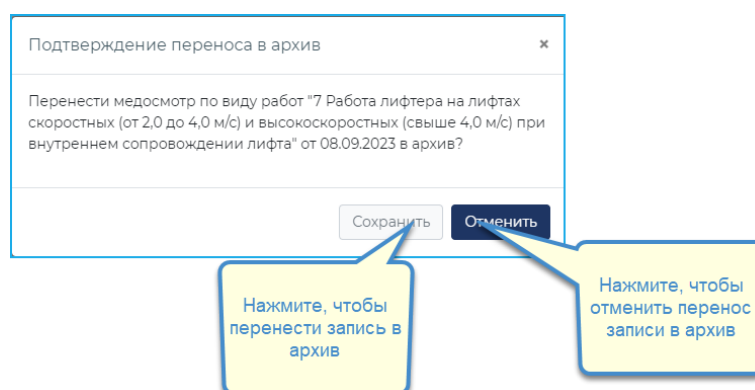 Подтверждение переноса в архив ×
Перенести медосмотр по виду работ "7 Работа лифтера на лифтах
скоростных (от 2,0 до 4,0 м/с) и высокоскоростных (свыше 4,0 м/с) при
внутреннем сопровождении лифта" от 08.09.2023 в архив?
Сохранить Отменить
Нажмите, чтобы
перенести запись в
архив
Нажмите, чтобы
отменить перенос
записи в архив